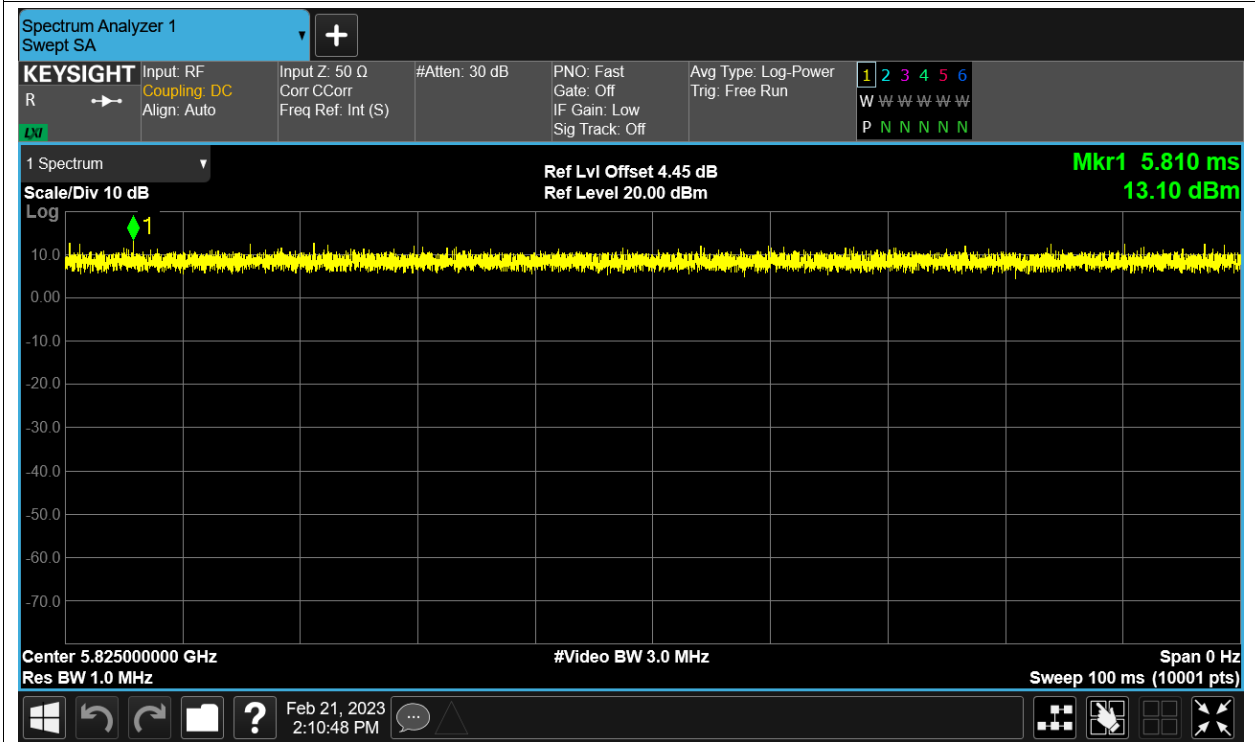 Spectrum Analyzer 1
Swept SA
+
KEYSIGHT
R
LXI
Input: RF
Coupling: DC
Align: Auto
Input Z: 50 Ω
Corr CCorr
Freq Ref: Int (S)
#Atten: 30 dB
PNO: Fast
Gate: Off
IF Gain: Low
Sig Track: Off
Avg Type: Log-Power
Trig: Free Run
1 2 3 4 5 6
W W W W W W
P N N N N N
1 Spectrum
Scale/Div 10 dB
Ref Lvl Offset 4.45 dB
Ref Level 20.00 dBm
Mkr1 5.810 ms
13.10 dBm
Log
1
10.0
0.00
-10.0
-20.0
-30.0
-40.0
-50.0
-60.0
-70.0
Center 5.825000000 GHz
Res BW 1.0 MHz
#Video BW 3.0 MHz
Span 0 Hz
Sweep 100 ms (10001 pts)
?
Feb 21, 2023
2:10:48 PM